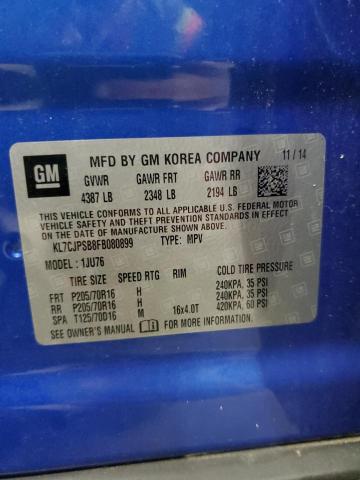 GM MFD BY GM KOREA COMPANY 11/14
GVWR GAWR FRT GAWR RR
4387 LB 2348 LB 2194 LB
THIS VEHICLE CONFORMS TO ALL APPLICABLE U.S. FEDERAL MOTOR
VEHICLE SAFETY AND THEFT PREVENTION STANDARDS IN EFFECT ON THE
DATE OF MANUFACTURE SHOWN ABOVE.
KL7CJPSB8FB080899 TYPE: MPV
MODEL: 1JU76
TIRE SIZE SPEED RTG RIM COLD TIRE PRESSURE
FRT P205/70R16 H 240KPA, 35 PSI
RR P205/70R16 H 240KPA, 35 PSI
SPA T125/70D16 M 16x4.0T 420KPA, 60 PSI
SEE OWNER'S MANUAL FOR MORE INFORMATION.